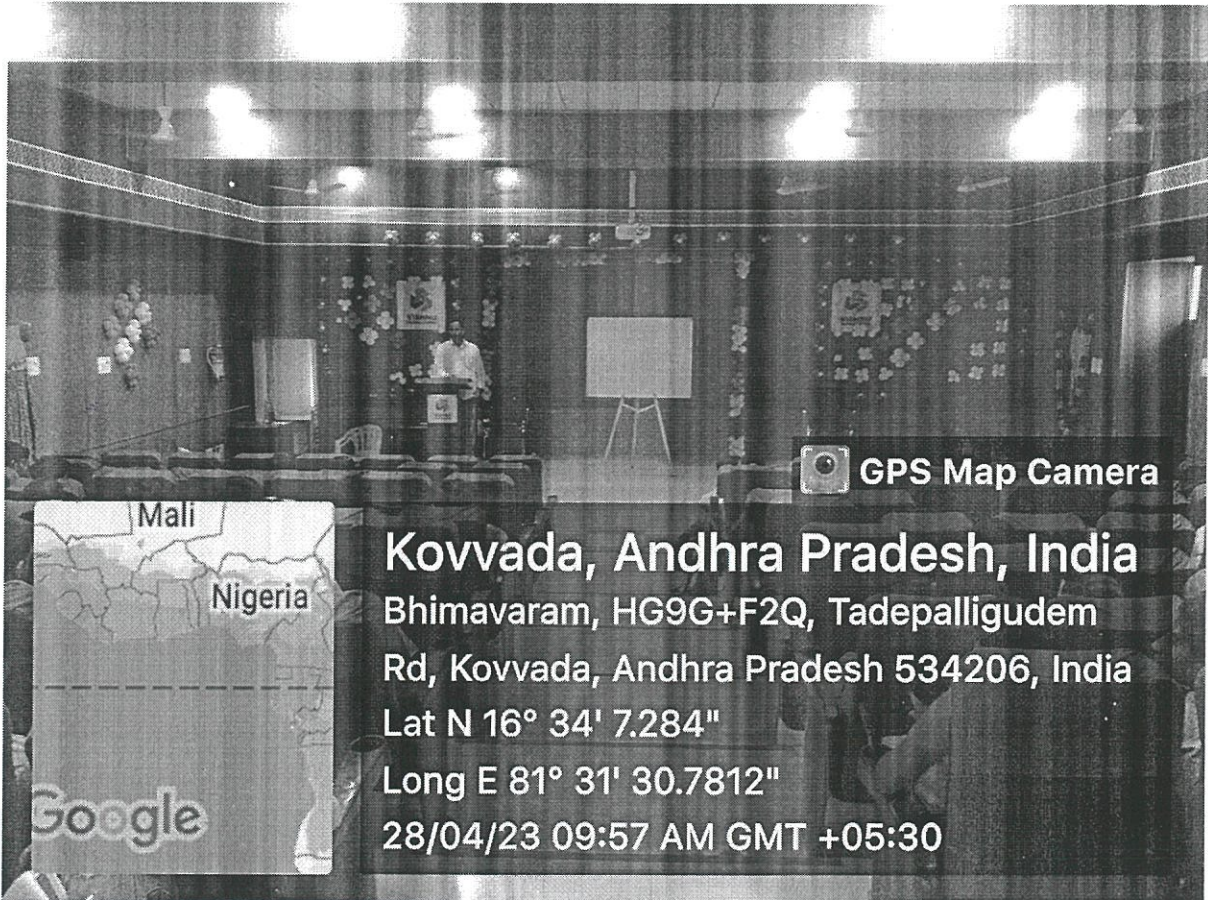 GPS Map Camera
Mali
Nigeria
Google
Kovvada, Andhra Pradesh, India
Bhimavaram, HG9G+F2Q, Tadepalligudem
Rd, Kovvada, Andhra Pradesh 534206, India
Lat N 16° 34' 7.284"
Long E 81° 31' 30.7812"
28/04/23 09:57 AM GMT +05:30